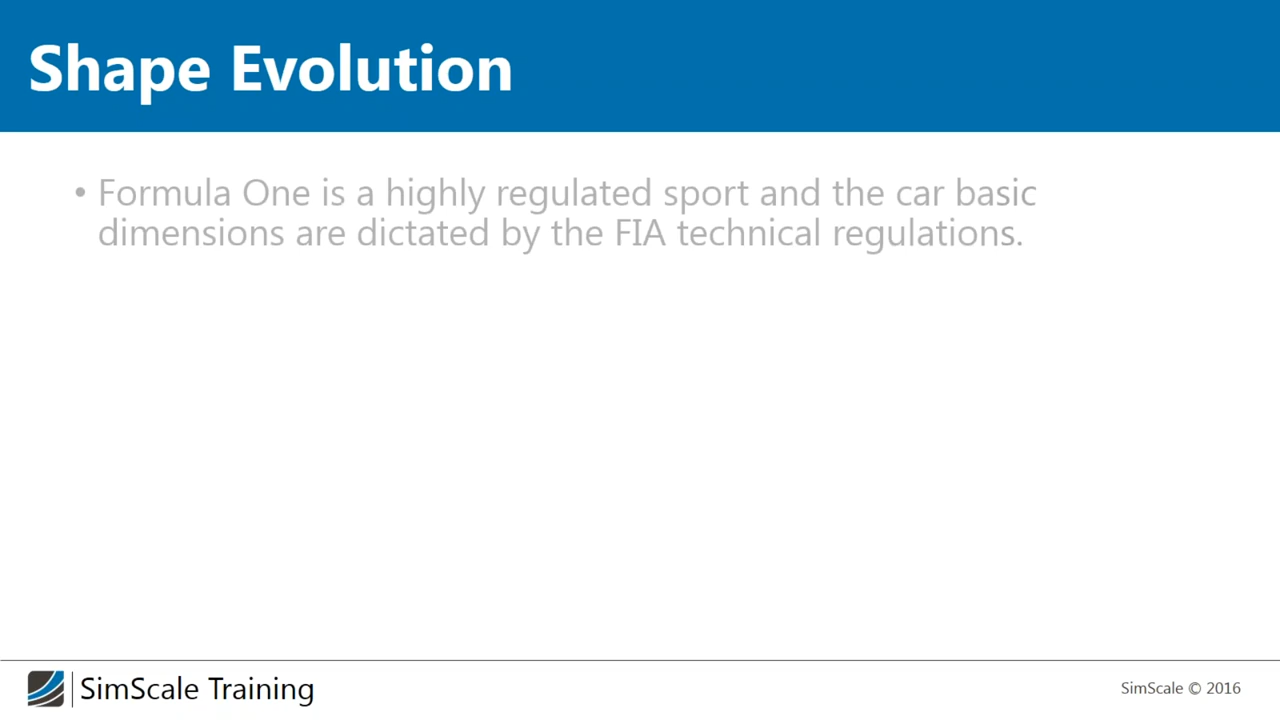 Shape Evolution
• Formula One is a highly regulated sport and the car basic
dimensions are dictated by the FIA technical regulations.
SimScale Training
SimScale © 2016